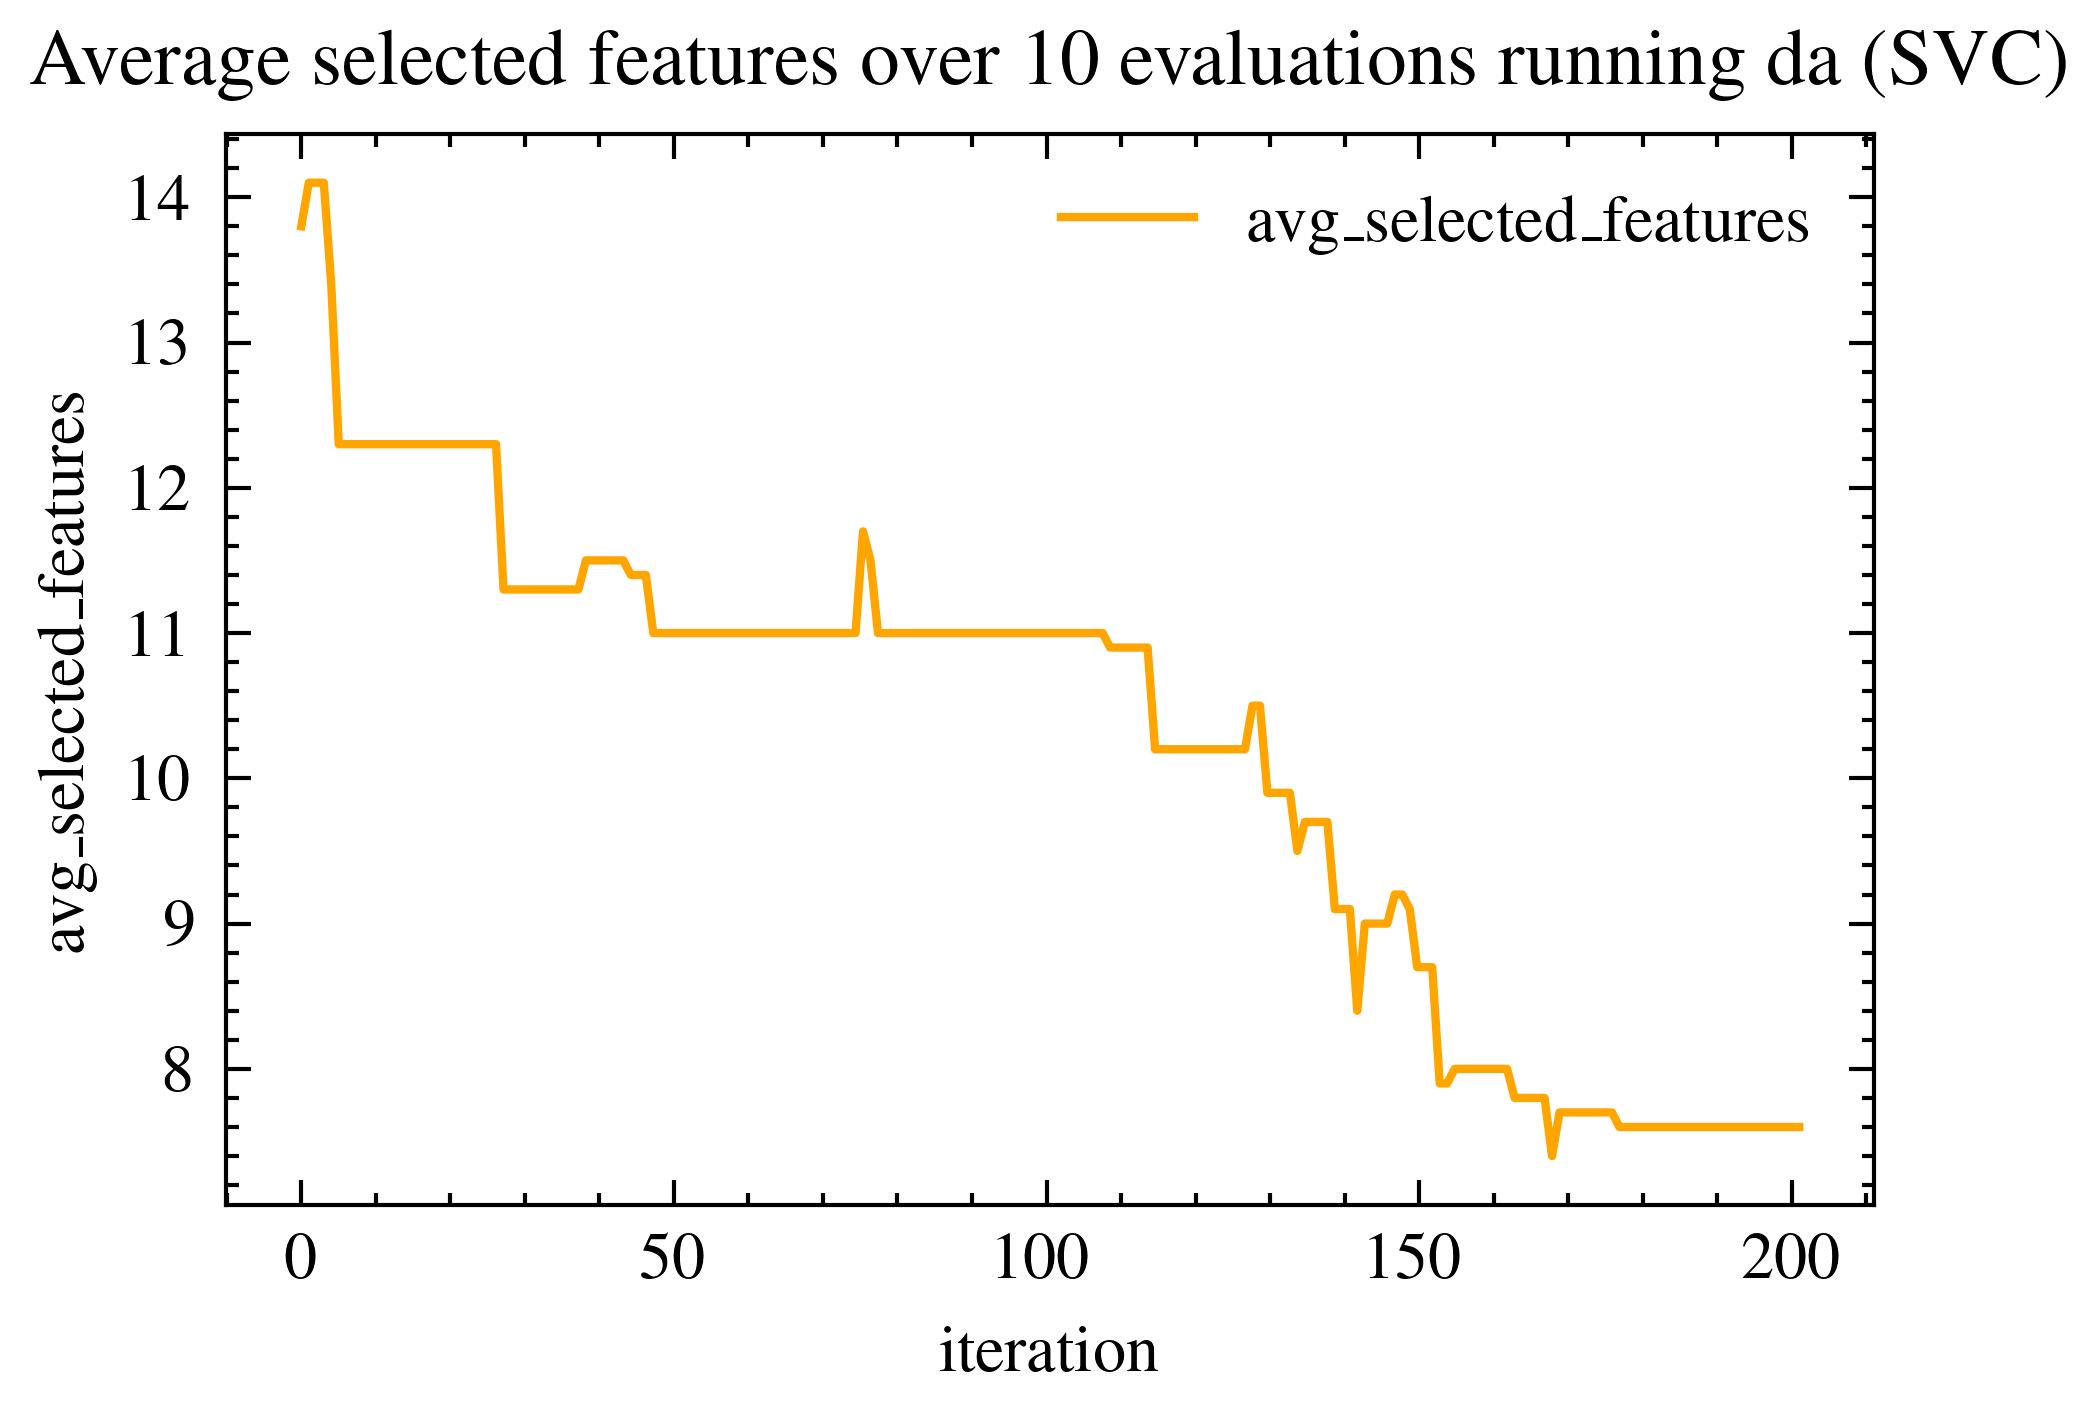 Average selected features over 10 evaluations running da (SVC)
avg_selected_features
14
13
12
11
10
9
8
avg_selected_features
0 50 100 150 200
iteration